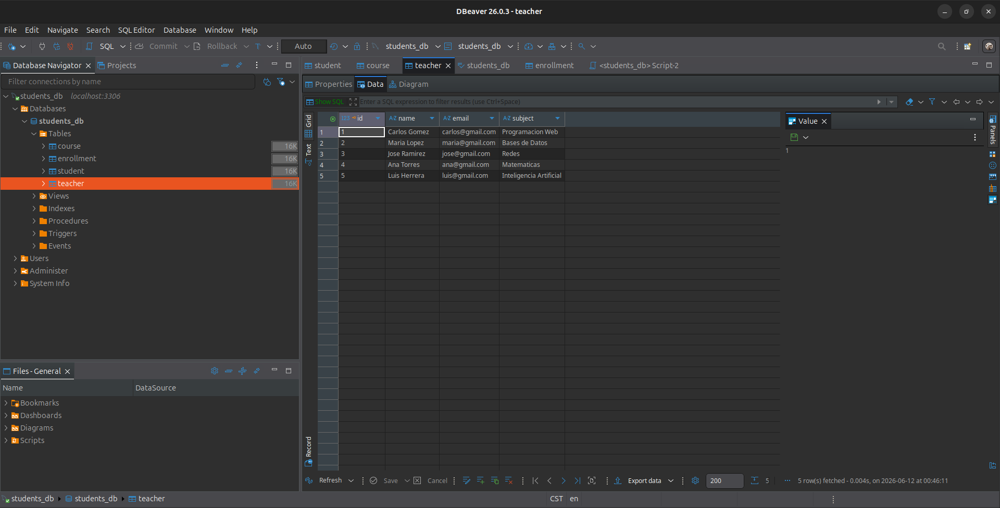 DBeaver 26.0.3 - teacher
File Edit Navigate Search SQL Editor Database Window Help
SQL Commit Rollback T Auto students_db students_db
Database Navigator Projects
Filter connections by name
students_db localhost:3306
Databases
students_db
Tables
course 16K
enrollment 16K
student 16K
teacher 16K
Views
Indexes
Procedures
Triggers
Events
Users
Administer
System Info
Files - General
Name DataSource
Bookmarks
Dashboards
Diagrams
Scripts
student course teacher students_db enrollment <students_db> Script-2
Properties Data Diagram
Show SQL Enter a SQL expression to filter results (use Ctrl+Space)
Grid
Text
Record
123 id A-Z name A-Z email A-Z subject
1 1 Carlos Gomez carlos@gmail.com Programacion Web
2 2 Maria Lopez maria@gmail.com Bases de Datos
3 3 Jose Ramirez jose@gmail.com Redes
4 4 Ana Torres ana@gmail.com Matematicas
5 5 Luis Herrera luis@gmail.com Inteligencia Artificial
Value
1
Panels
Refresh Save Cancel Export data 200 5 ... 5 row(s) fetched - 0.004s, on 2026-06-12 at 00:46:11
students_db students_db teacher CST en